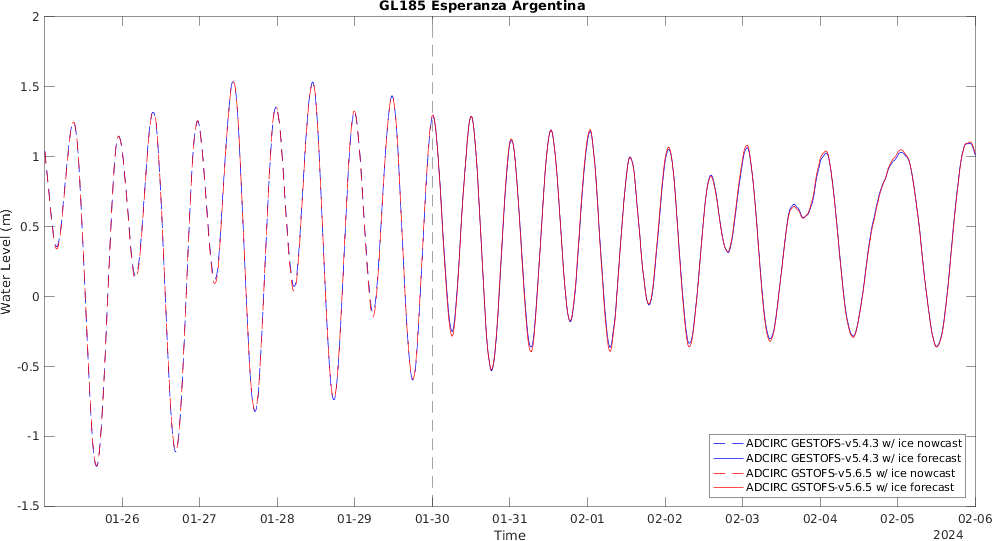 GL185 Esperanza Argentina
2
1.5
1
0.5
0
-0.5
-1
-1.5
Water Level (m)
01-26 01-27 01-28 01-29 01-30 01-31 02-01 02-02 02-03 02-04 02-05 02-06
Time
2024
ADCIRC GESTOFS-v5.4.3 w/ ice nowcast
ADCIRC GESTOFS-v5.4.3 w/ ice forecast
ADCIRC GSTOFS-v5.6.5 w/ ice nowcast
ADCIRC GSTOFS-v5.6.5 w/ ice forecast